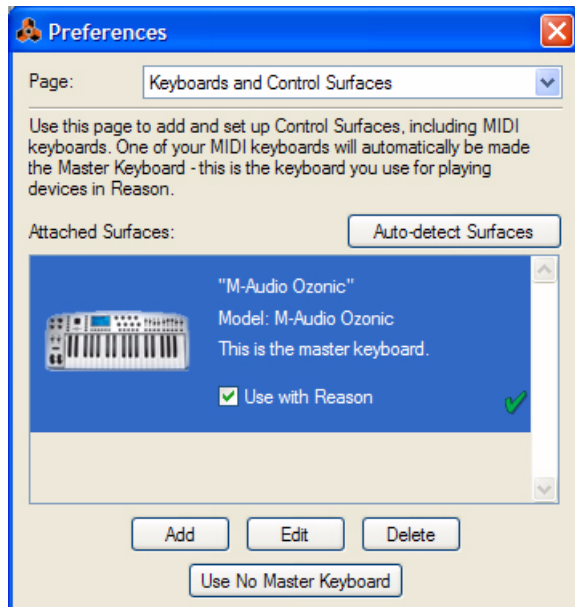 Preferences
Page: Keyboards and Control Surfaces
Use this page to add and set up Control Surfaces, including MIDI
keyboards. One of your MIDI keyboards will automatically be made
the Master Keyboard - this is the keyboard you use for playing
devices in Reason.
Attached Surfaces: Auto-detect Surfaces
"M-Audio Ozonic"
Model: M-Audio Ozonic
This is the master keyboard.
Use with Reason
Add Edit Delete
Use No Master Keyboard